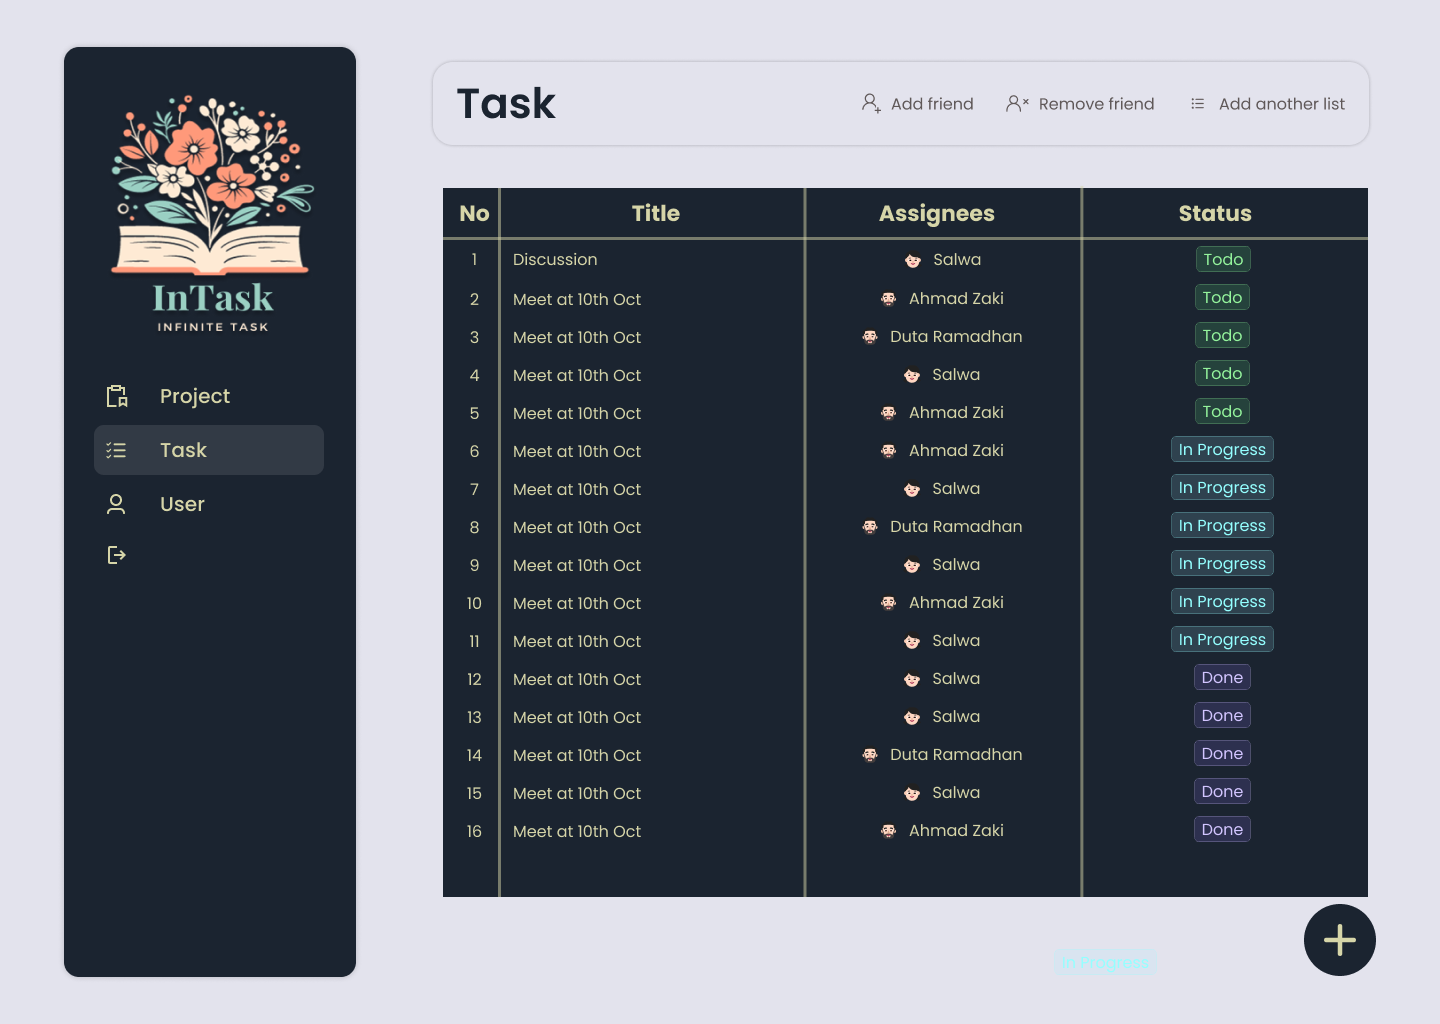 InTask
INFINITE TASK
Project
Task
User
Task
Add friend
Remove friend
Add another list
No Title Assignees Status
1 Discussion Salwa Todo
2 Meet at 10th Oct Ahmad Zaki Todo
3 Meet at 10th Oct Duta Ramadhan Todo
4 Meet at 10th Oct Salwa Todo
5 Meet at 10th Oct Ahmad Zaki Todo
6 Meet at 10th Oct Ahmad Zaki In Progress
7 Meet at 10th Oct Salwa In Progress
8 Meet at 10th Oct Duta Ramadhan In Progress
9 Meet at 10th Oct Salwa In Progress
10 Meet at 10th Oct Ahmad Zaki In Progress
11 Meet at 10th Oct Salwa In Progress
12 Meet at 10th Oct Salwa Done
13 Meet at 10th Oct Salwa Done
14 Meet at 10th Oct Duta Ramadhan Done
15 Meet at 10th Oct Salwa Done
16 Meet at 10th Oct Ahmad Zaki Done
In Progress